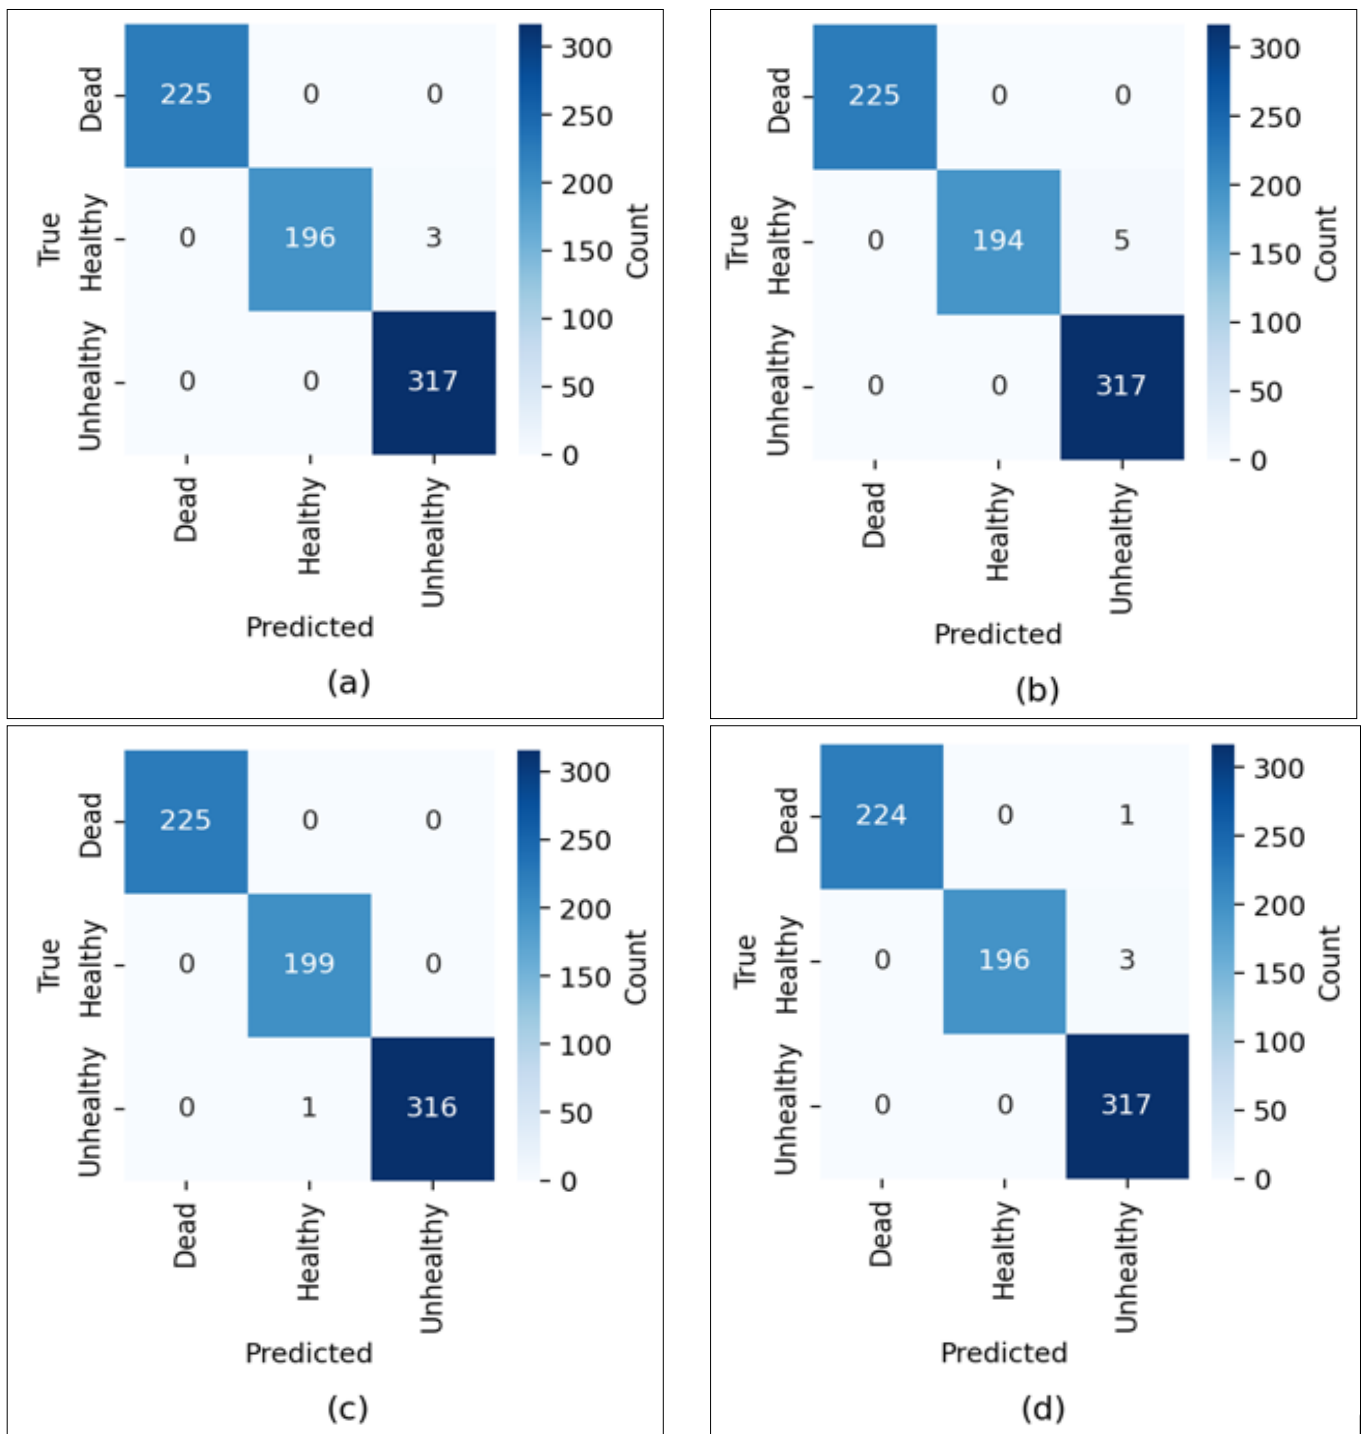 Dead 225 0 0
Healthy 0 196 3
Unhealthy 0 0 317
True
Dead Healthy Unhealthy
Predicted
300
250
200
150
100
50
0
Count
(a)
Dead 225 0 0
Healthy 0 194 5
Unhealthy 0 0 317
True
Dead Healthy Unhealthy
Predicted
300
250
200
150
100
50
0
Count
(b)
Dead 225 0 0
Healthy 0 199 0
Unhealthy 0 1 316
True
Dead Healthy Unhealthy
Predicted
300
250
200
150
100
50
0
Count
(c)
Dead 224 0 1
Healthy 0 196 3
Unhealthy 0 0 317
True
Dead Healthy Unhealthy
Predicted
300
250
200
150
100
50
0
Count
(d)